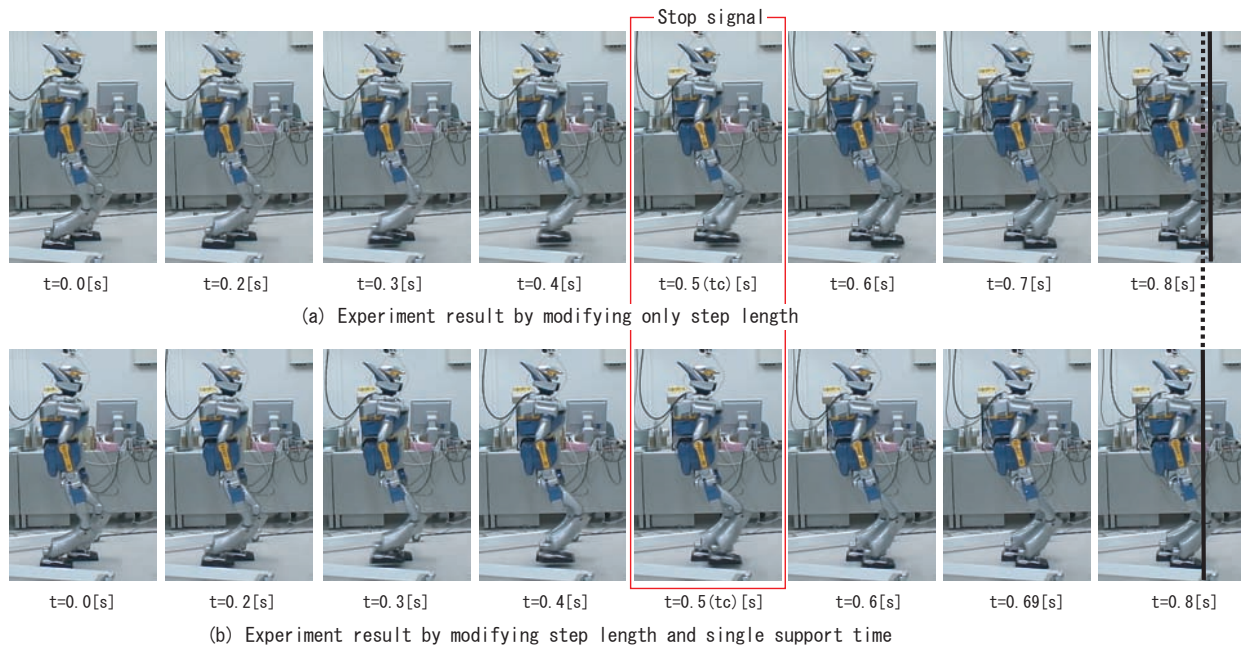 Stop signal
t=0.0[s] t=0.2[s] t=0.3[s] t=0.4[s] t=0.5(tc)[s] t=0.6[s] t=0.7[s] t=0.8[s]
(a) Experiment result by modifying only step length
t=0.0[s] t=0.2[s] t=0.3[s] t=0.4[s] t=0.5(tc)[s] t=0.6[s] t=0.69[s] t=0.8[s]
(b) Experiment result by modifying step length and single support time